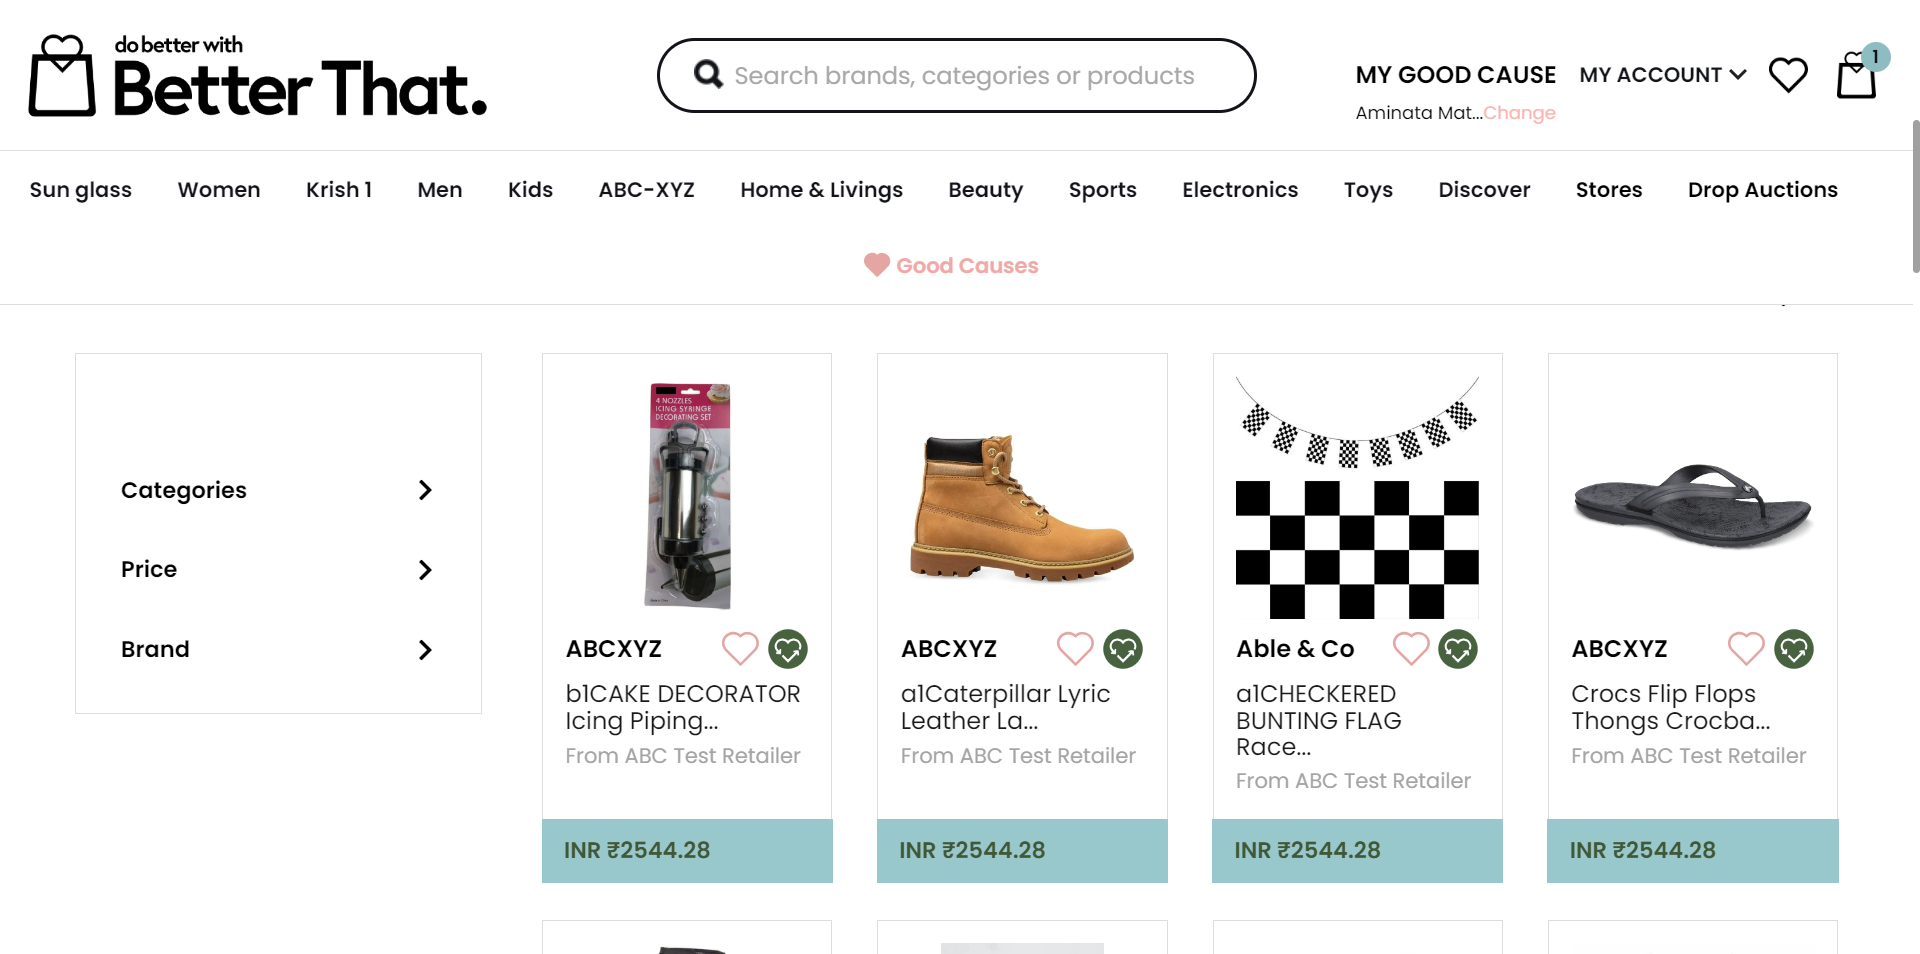 do better with
Better That.
Search brands, categories or products
MY GOOD CAUSE
Aminata Mat...Change
MY ACCOUNT
1
Sun glass
Women
Krish 1
Men
Kids
ABC-XYZ
Home & Livings
Beauty
Sports
Electronics
Toys
Discover
Stores
Drop Auctions
Good Causes
Categories
Price
Brand
4 NOZZLES
ICING SYRINGE
DECORATING SET
ABCXYZ
b1CAKE DECORATOR
Icing Piping...
From ABC Test Retailer
INR ₹2544.28
ABCXYZ
a1Caterpillar Lyric
Leather La...
From ABC Test Retailer
INR ₹2544.28
Able & Co
a1CHECKERED
BUNTING FLAG
Race...
From ABC Test Retailer
INR ₹2544.28
ABCXYZ
Crocs Flip Flops
Thongs Crocba...
From ABC Test Retailer
INR ₹2544.28